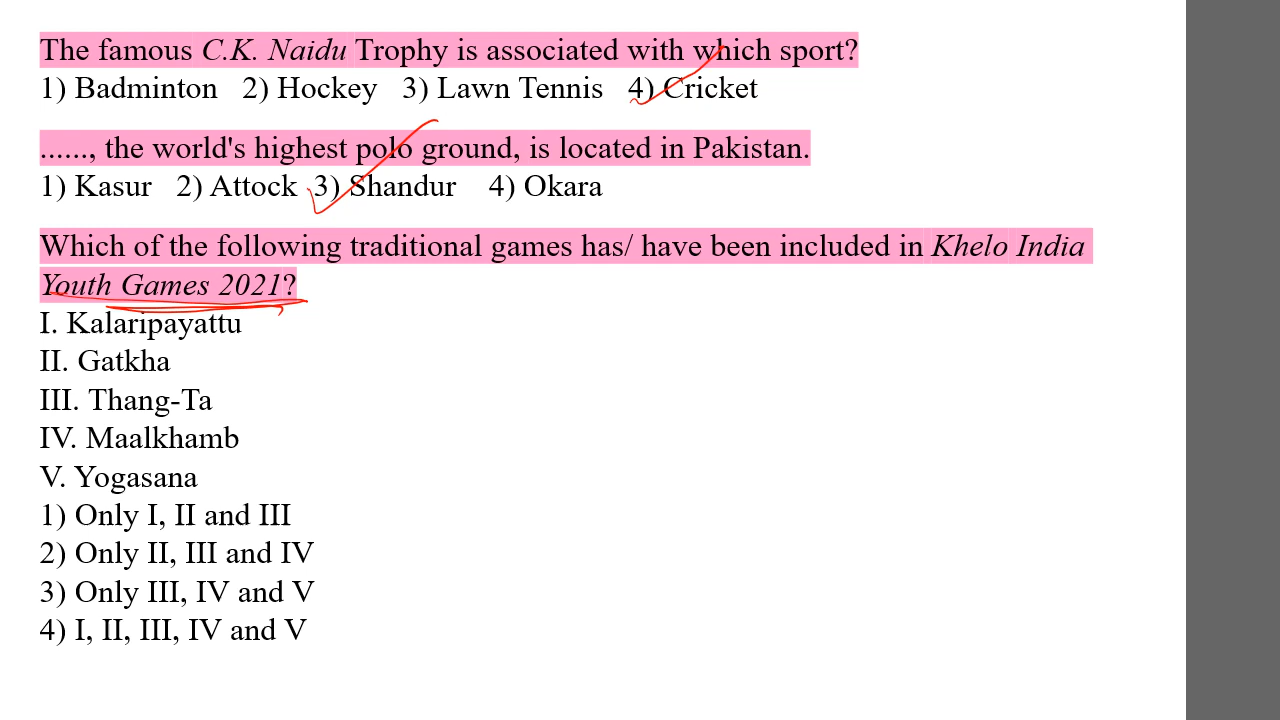 The famous C.K. Naidu Trophy is associated with which sport?
1) Badminton 2) Hockey 3) Lawn Tennis 4) Cricket
......, the world's highest polo ground, is located in Pakistan.
1) Kasur 2) Attock 3) Shandur 4) Okara
Which of the following traditional games has/ have been included in Khelo India
Youth Games 2021?
I. Kalaripayattu
II. Gatkha
III. Thang-Ta
IV. Maalkhamb
V. Yogasana
1) Only I, II and III
2) Only II, III and IV
3) Only III, IV and V
4) I, II, III, IV and V